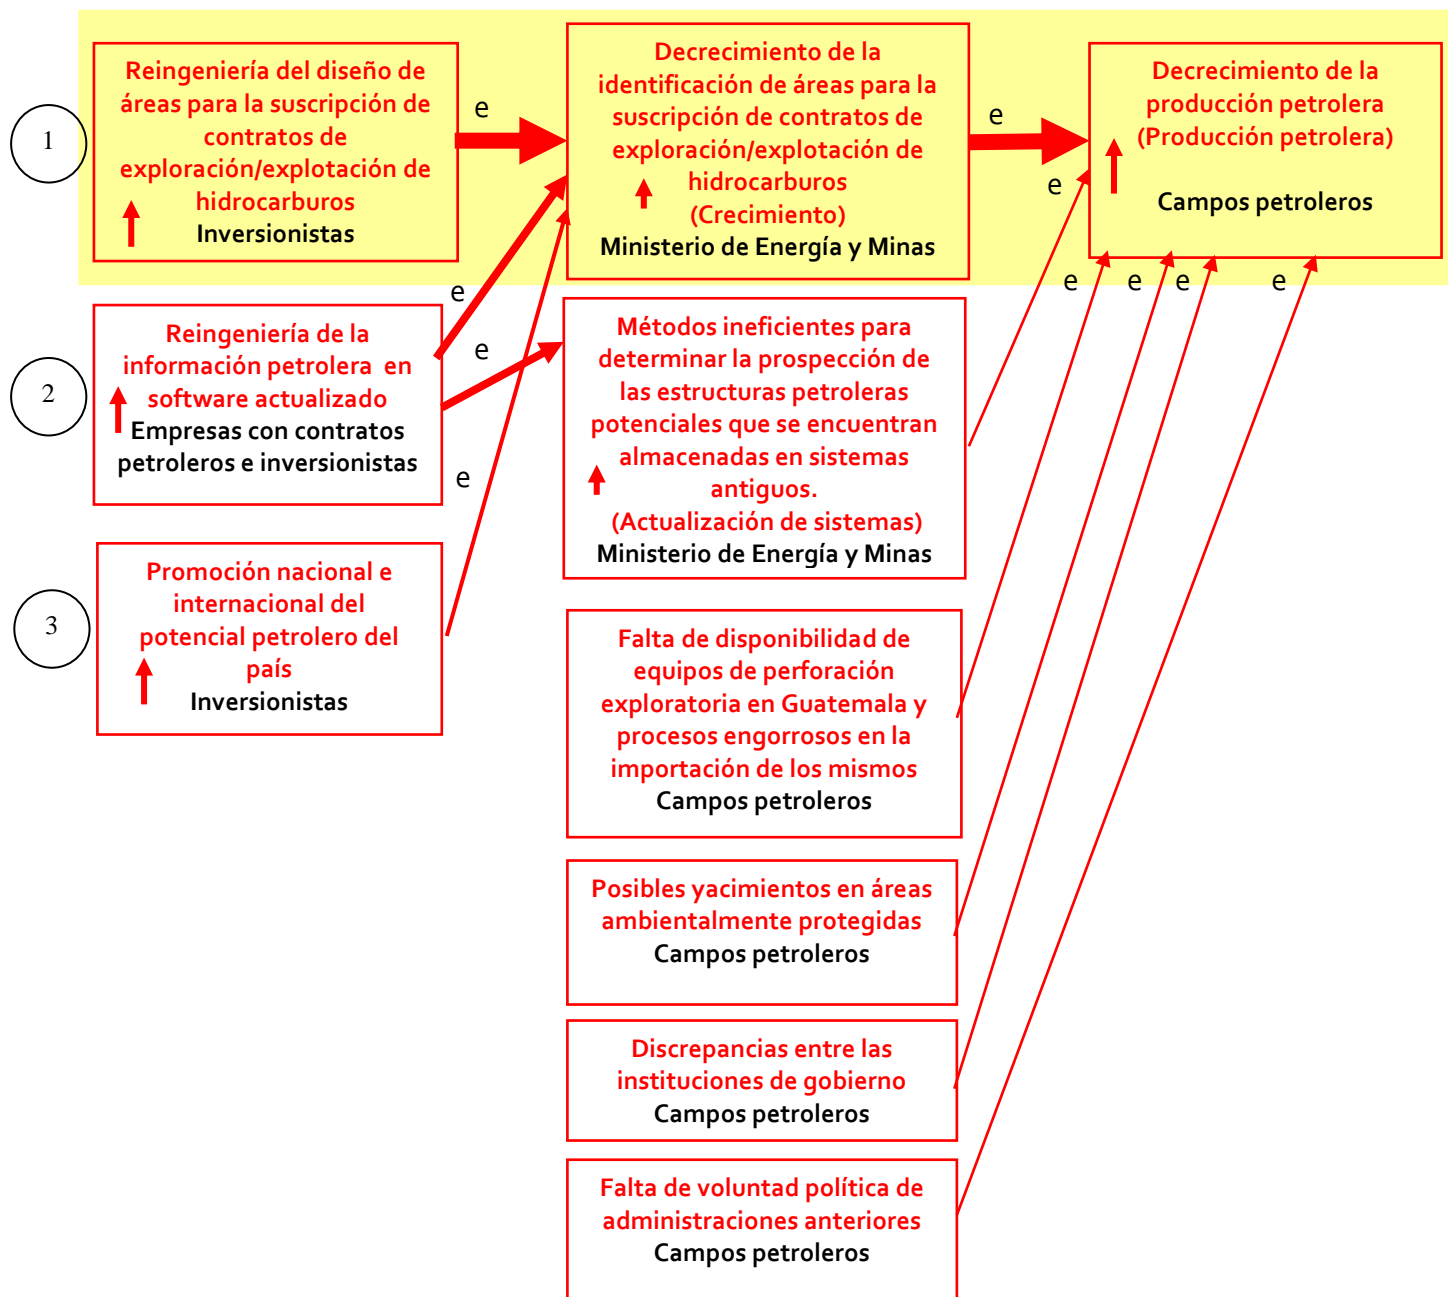 1
Reingeniería del diseño de
áreas para la suscripción de
contratos de
exploración/explotación de
hidrocarburos
Inversionistas
e
Decrecimiento de la
identificación de áreas para la
suscripción de contratos de
exploración/explotación de
hidrocarburos
(Crecimiento)
Ministerio de Energía y Minas
e
Decrecimiento de la
producción petrolera
(Producción petrolera)
Campos petroleros
e
e
e
e
e
2
Reingeniería de la
información petrolera en
software actualizado
Empresas con contratos
petroleros e inversionistas
e
e
e
Métodos ineficientes para
determinar la prospección de
las estructuras petroleras
potenciales que se encuentran
almacenadas en sistemas
antiguos.
(Actualización de sistemas)
Ministerio de Energía y Minas
3
Promoción nacional e
internacional del
potencial petrolero del
país
Inversionistas
Falta de disponibilidad de
equipos de perforación
exploratoria en Guatemala y
procesos engorrosos en la
importación de los mismos
Campos petroleros
Posibles yacimientos en áreas
ambientalmente protegidas
Campos petroleros
Discrepancias entre las
instituciones de gobierno
Campos petroleros
Falta de voluntad política de
administraciones anteriores
Campos petroleros